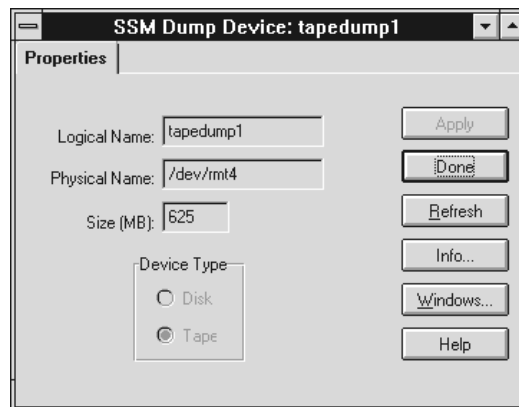 SSM Dump Device: tapedump1
Properties
Logical Name: tapedump1
Physical Name: /dev/rmt4
Size (MB): 625
Device Type
Disk
Tape
Apply
Done
Refresh
Info...
Windows...
Help